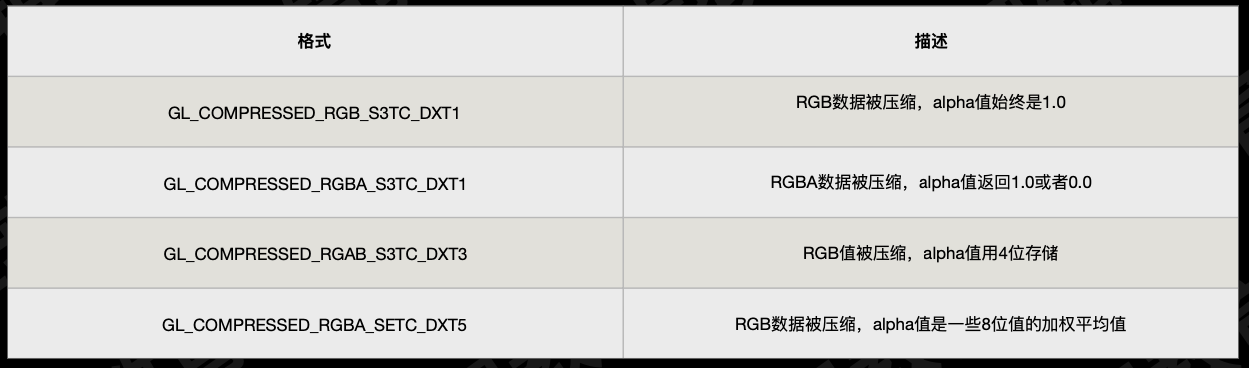 格式 描述
GL_COMPRESSED_RGB_S3TC_DXT1 RGB数据被压缩，alpha值始终是1.0
GL_COMPRESSED_RGBA_S3TC_DXT1 RGBA数据被压缩，alpha值返回1.0或者0.0
GL_COMPRESSED_RGAB_S3TC_DXT3 RGB值被压缩，alpha值用4位存储
GL_COMPRESSED_RGBA_SETC_DXT5 RGB数据被压缩，alpha值是一些8位值的加权平均值